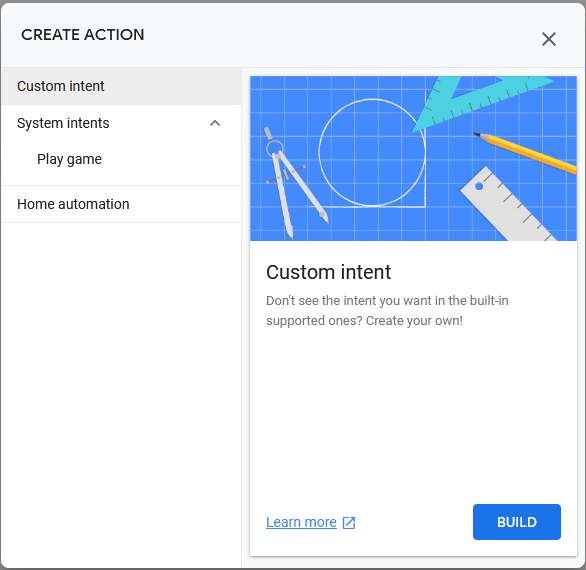 CREATE ACTION
Custom intent
System intents
Play game
Home automation
Custom intent
Don't see the intent you want in the built-in
supported ones? Create your own!
Learn more
BUILD